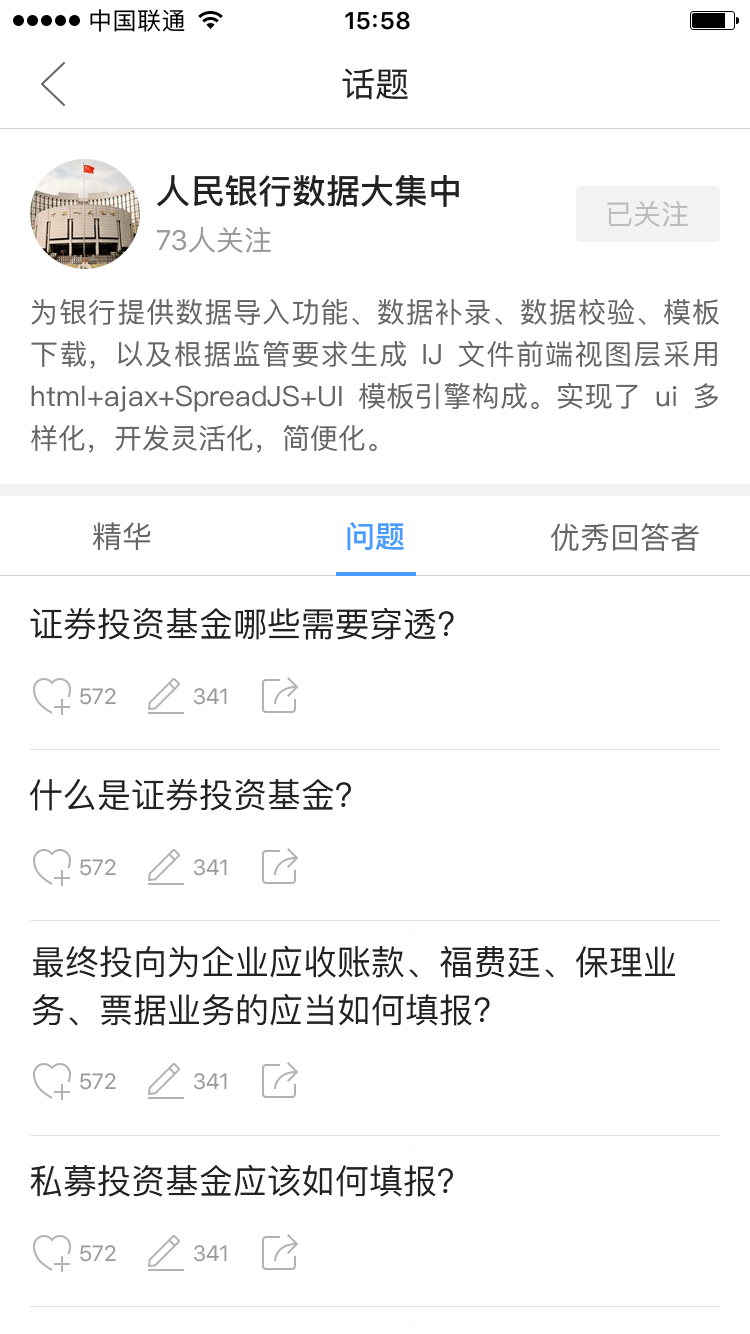 中国联通
15:58
话题
人民银行数据大集中
73人关注
已关注
为银行提供数据导入功能、数据补录、数据校验、模板
下载，以及根据监管要求生成 IJ 文件前端视图层采用
html+ajax+SpreadJS+UI 模板引擎构成。实现了 ui 多
样化，开发灵活化，简便化。
精华
问题
优秀回答者
证券投资基金哪些需要穿透?
572
341
什么是证券投资基金?
572
341
最终投向为企业应收账款、福费廷、保理业
务、票据业务的应当如何填报?
572
341
私募投资基金应该如何填报?
572
341